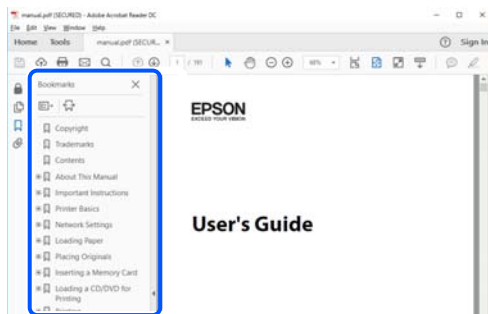 manual.pdf (SECURED) - Adobe Acrobat Reader DC
File Edit View Window Help
Home Tools manual.pdf (SECUR... ×
Sign In
1 / 191
Bookmarks
Copyright
Trademarks
Contents
About This Manual
Important Instructions
Printer Basics
Network Settings
Loading Paper
Placing Originals
Inserting a Memory Card
Loading a CD/DVD for
Printing
Printing
EPSON
EXCEED YOUR VISION
User's Guide